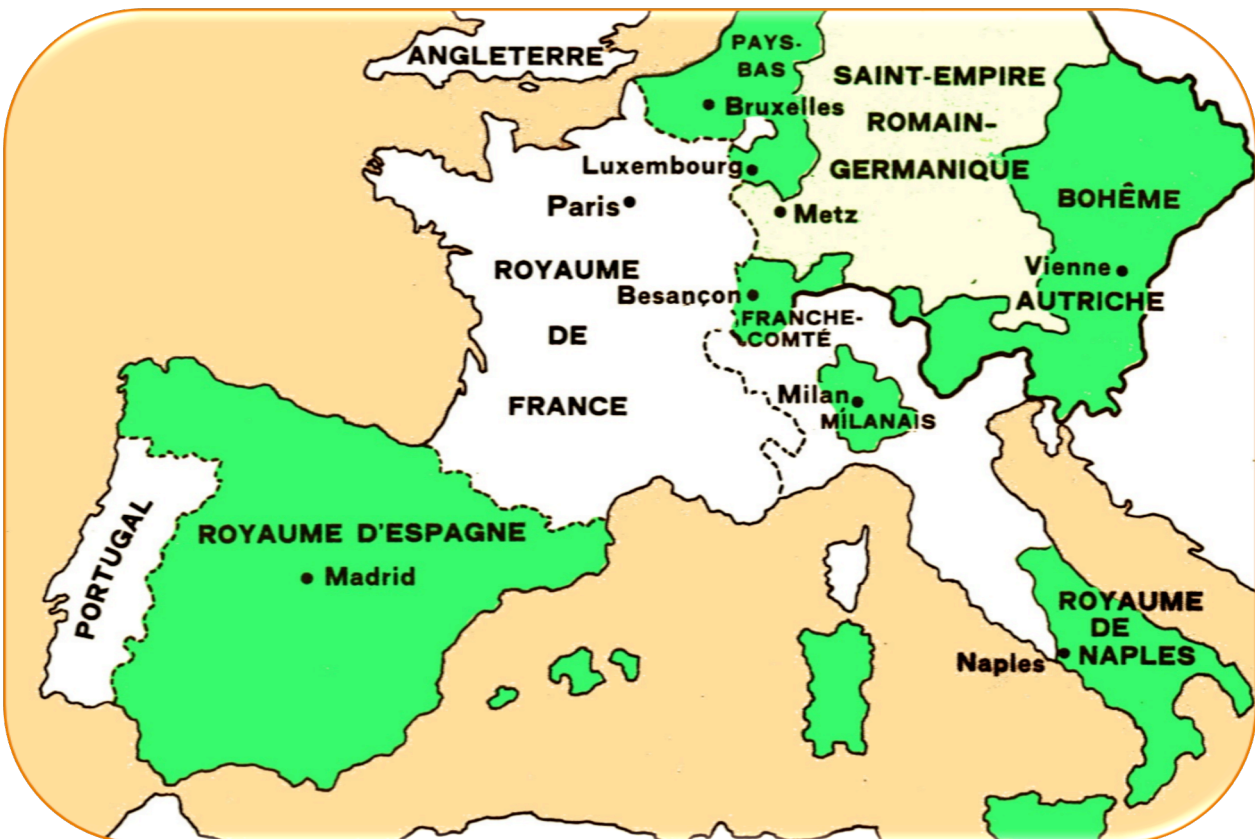 ANGLETERRE
PAYS-
BAS
Bruxelles
SAINT-EMPIRE
ROMAIN-
GERMANIQUE
Luxembourg
Paris
Metz
BOHÊME
ROYAUME
DE
FRANCE
Besançon
FRANCHE-
COMTÉ
Vienne
AUTRICHE
Milan
MILANAIS
PORTUGAL
ROYAUME D'ESPAGNE
Madrid
ROYAUME
DE
NAPLES
Naples